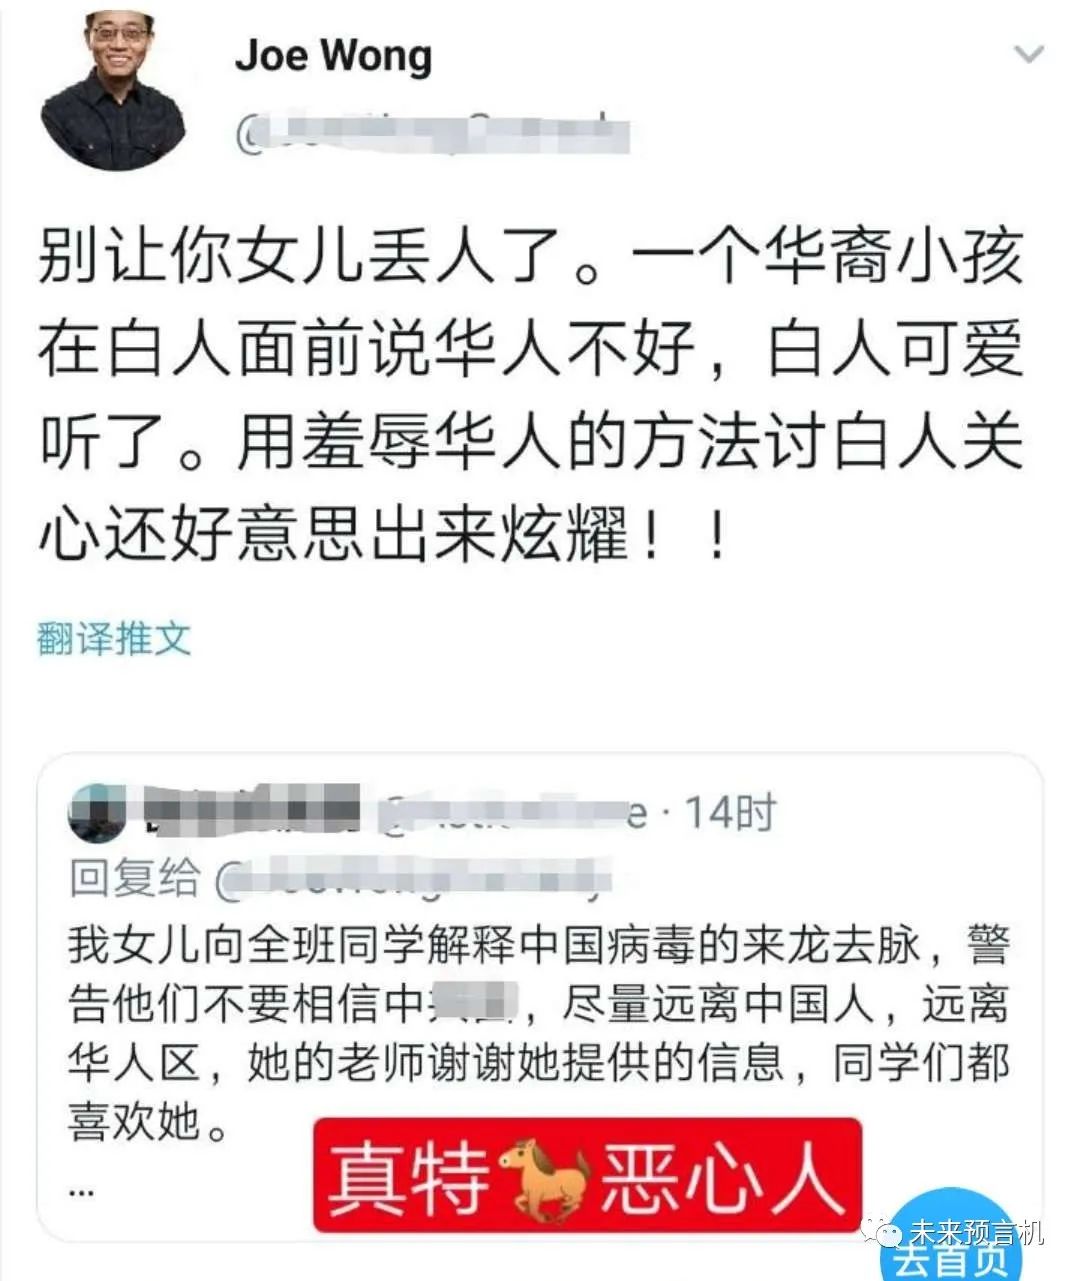 Joe Wong
@
别让你女儿丢人了。一个华裔小孩
在白人面前说华人不好，白人可爱
听了。用羞辱华人的方法讨白人关
心还好意思出来炫耀！！
翻译推文
e · 14时
回复给 @
我女儿向全班同学解释中国病毒的来龙去脉，警
告他们不要相信中，尽量远离中国人，远离
华人区，她的老师谢谢她提供的信息，同学们都
喜欢她。
...
真特🐴恶心人
未来预言机
去首页